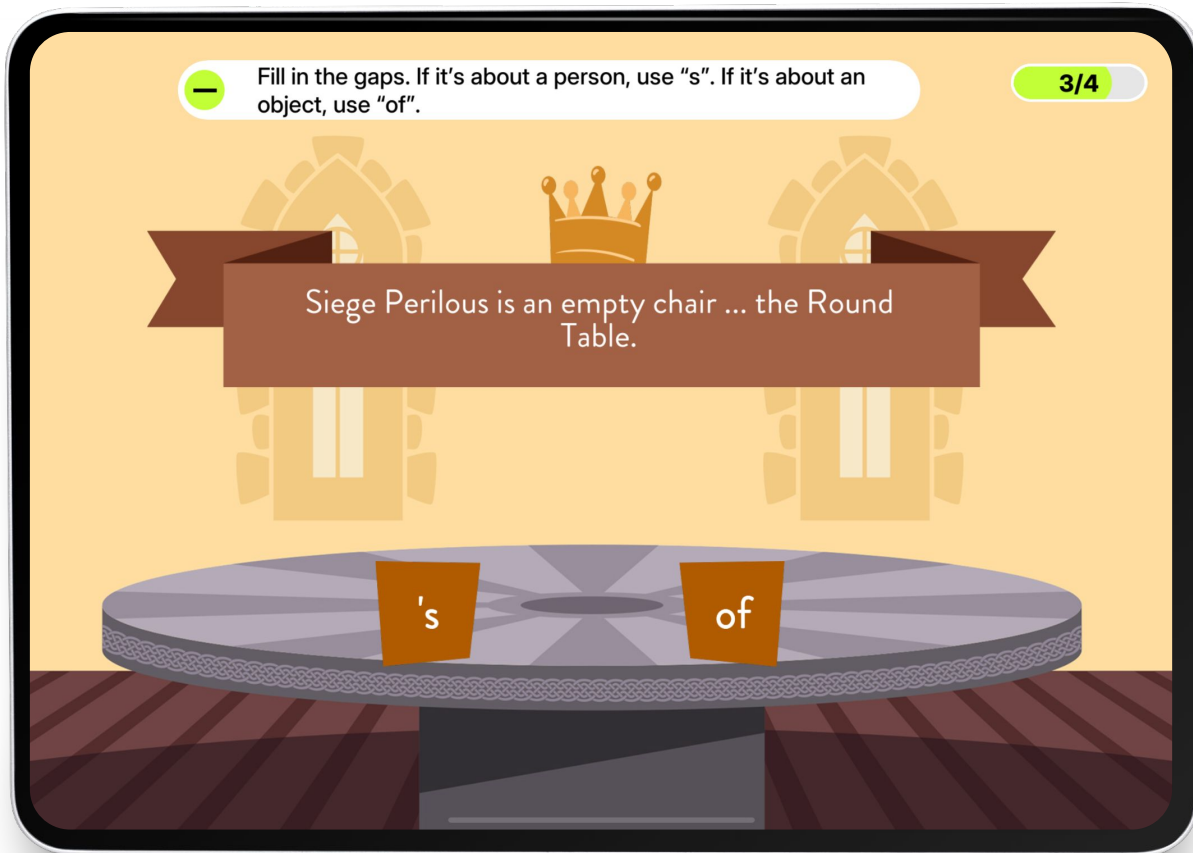 Fill in the gaps. If it’s about a person, use “s”. If it’s about an
object, use “of”.
3/4
Siege Perilous is an empty chair ... the Round
Table.
's
of